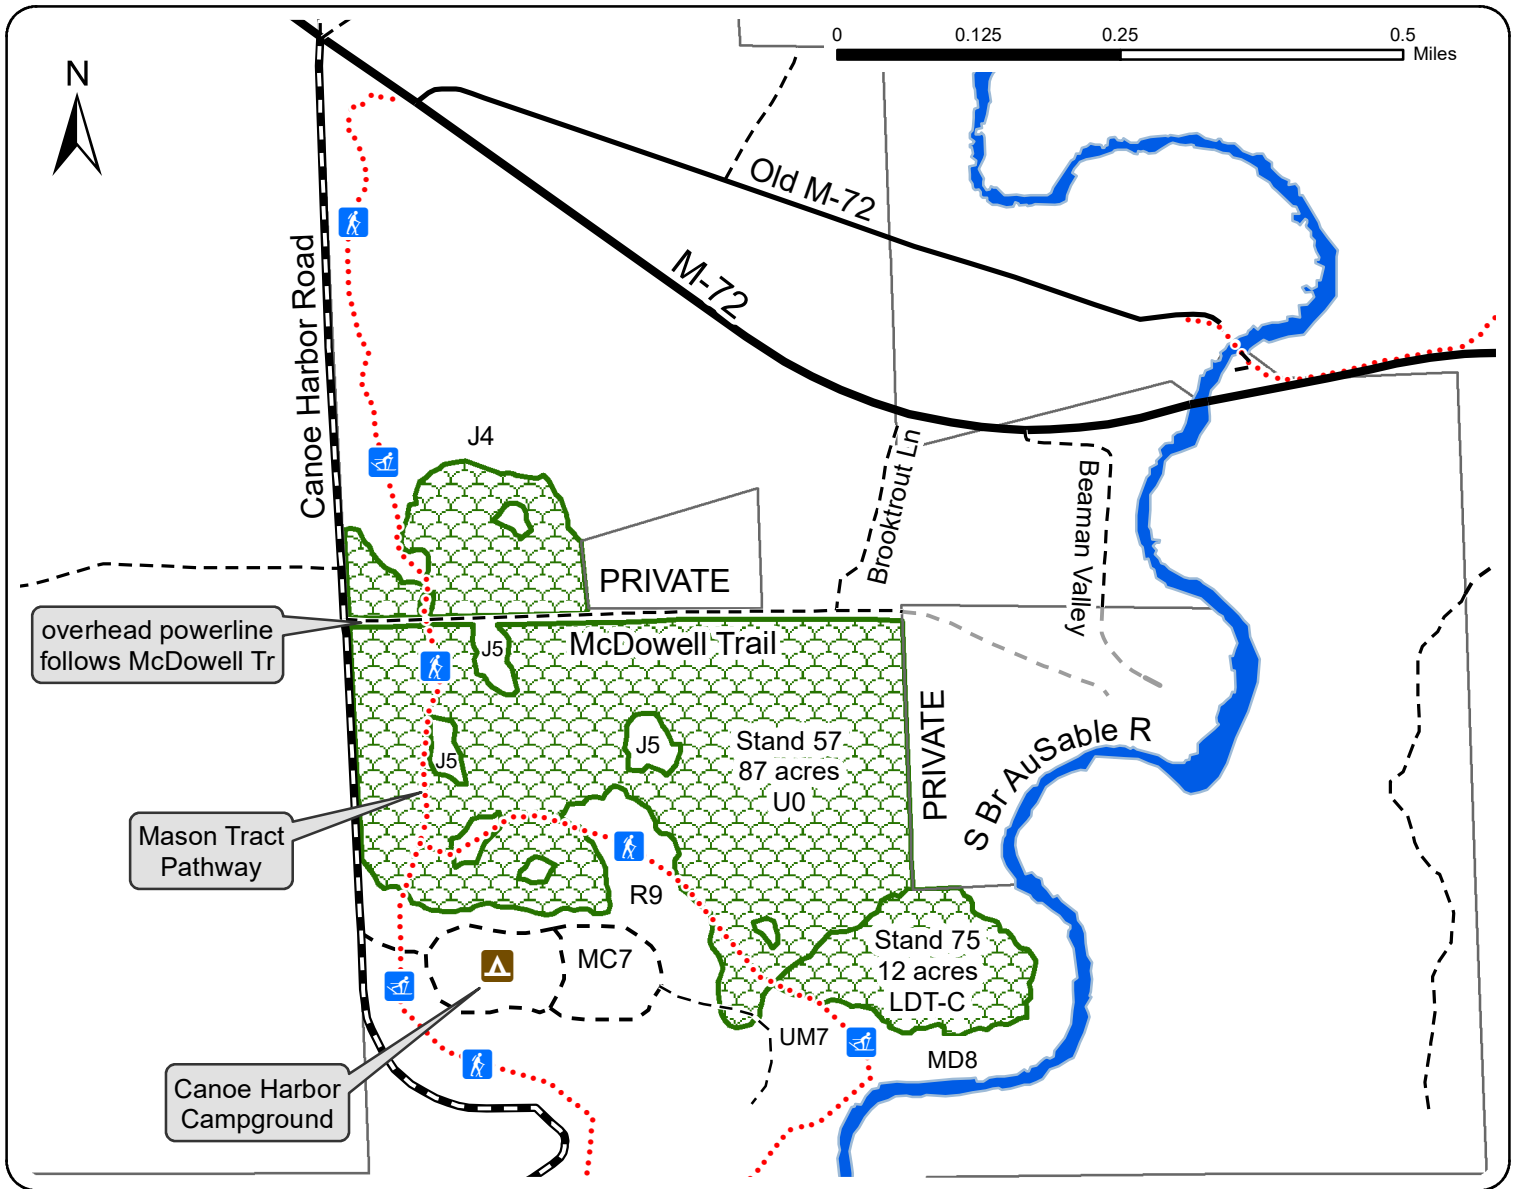 0 0.125 0.25 0.5
Miles
N
Old M-72
M-72
Canoe Harbor Road
J4
Brooktrout Ln
Beaman Valley
PRIVATE
overhead powerline
follows McDowell Tr
J5
McDowell Trail
PRIVATE
J5
J5
Stand 57
87 acres
U0
S Br AuSable R
Mason Tract
Pathway
R9
Stand 75
12 acres
LDT-C
MC7
UM7
MD8
Canoe Harbor
Campground